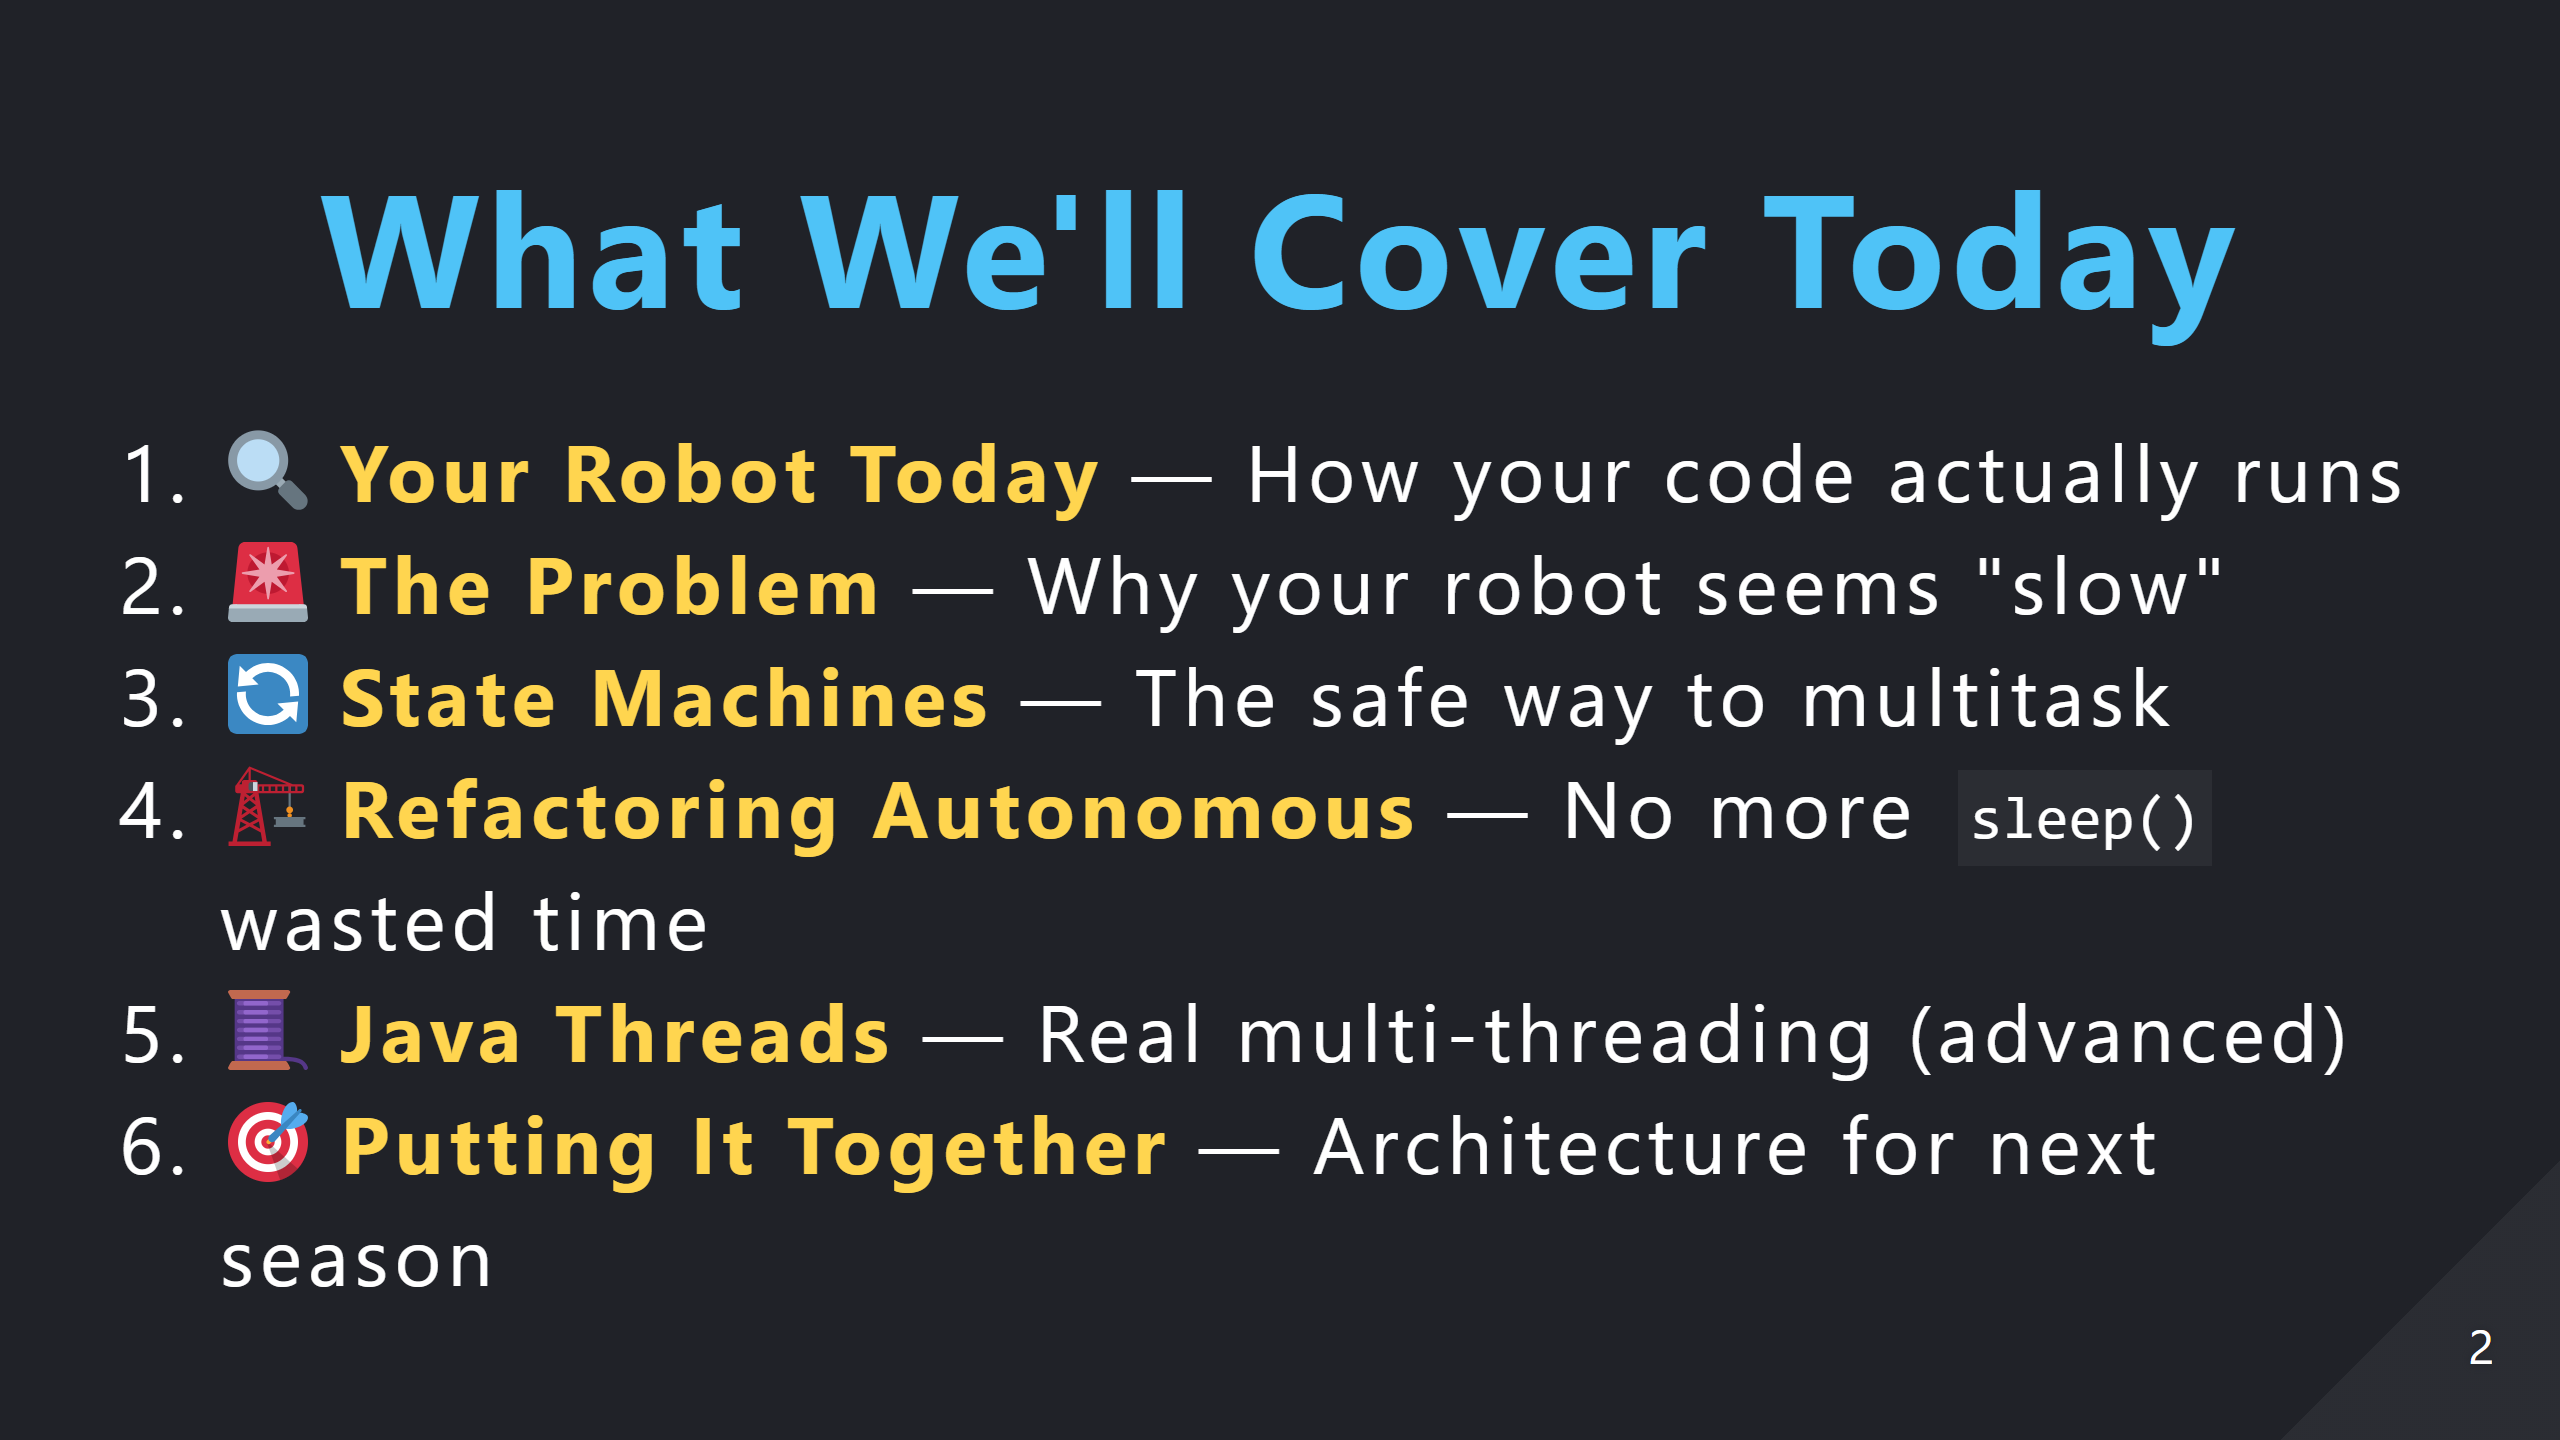 What We'll Cover Today
1. 🔍 Your Robot Today — How your code actually runs
2. 🚨 The Problem — Why your robot seems "slow"
3. 🔄 State Machines — The safe way to multitask
4. 🏗️ Refactoring Autonomous — No more sleep()
wasted time
5. 🧵 Java Threads — Real multi-threading (advanced)
6. 🎯 Putting It Together — Architecture for next
season
2